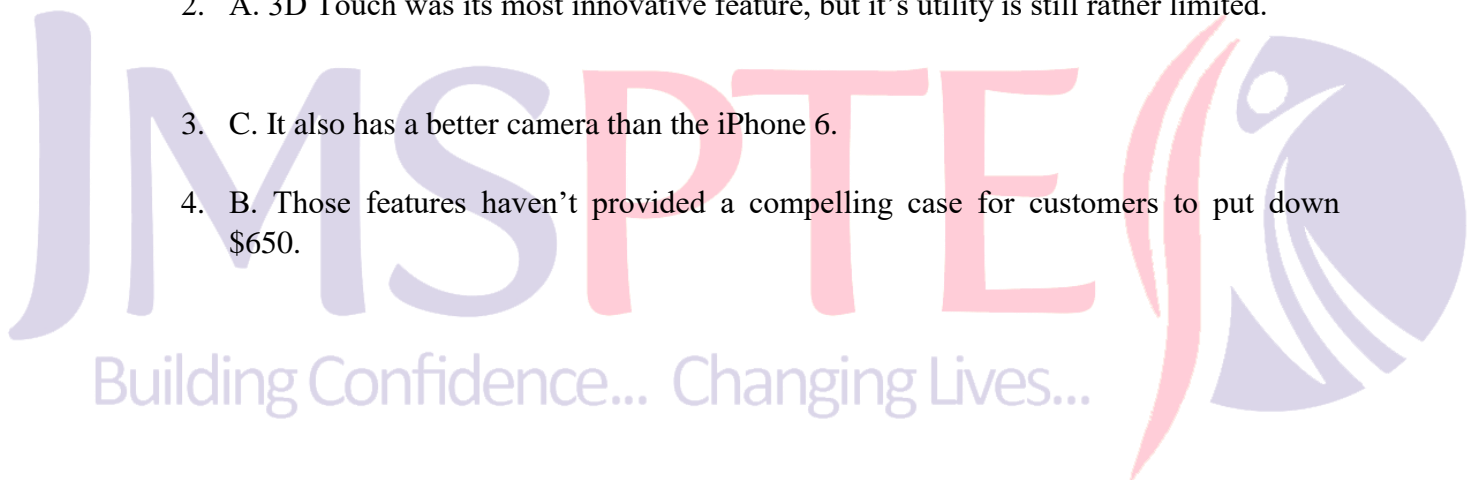 2. A. 3D Touch was its most innovative feature, but it's utility is still rather limited.
3. C. It also has a better camera than the iPhone 6.
4. B. Those features haven't provided a compelling case for customers to put down
$650.
JMSPTE
Building Confidence... Changing Lives...